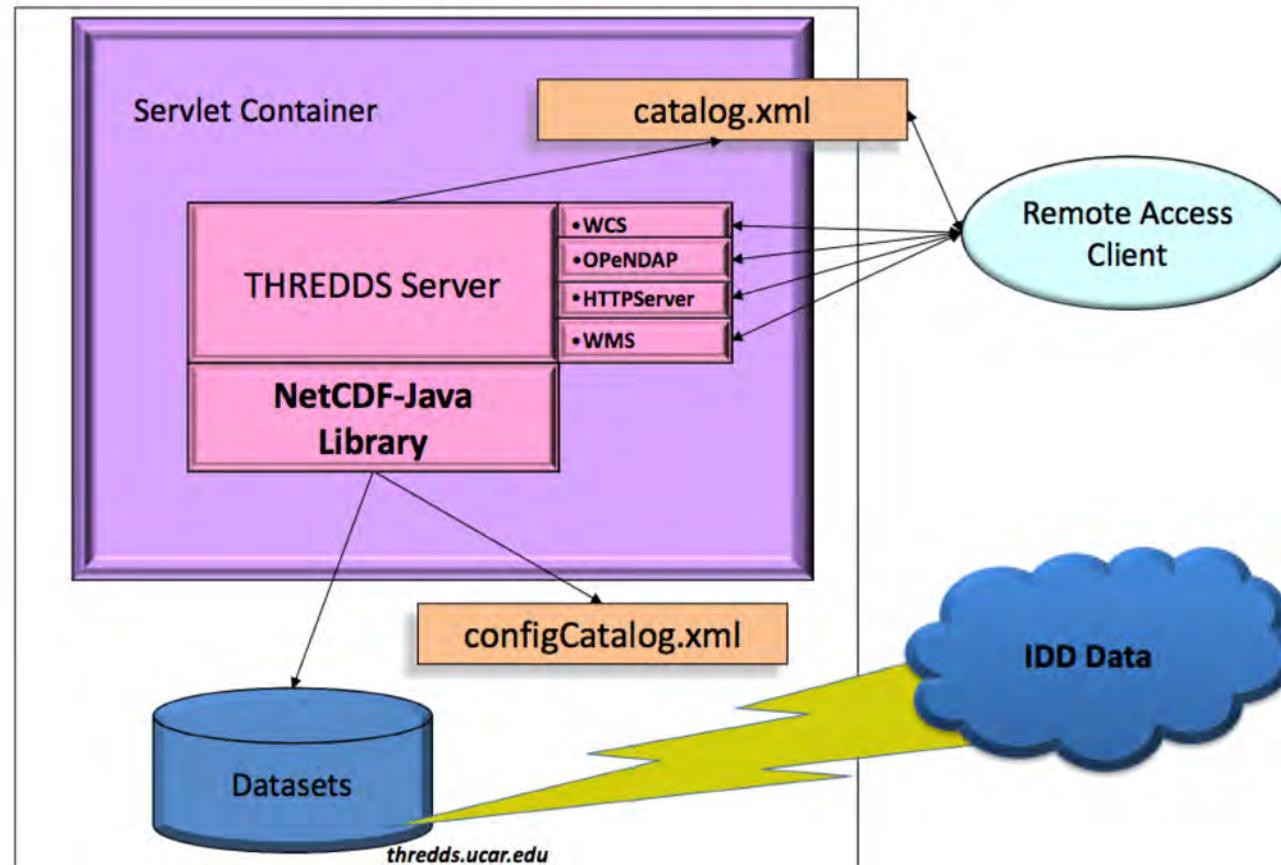 Servlet Container
catalog.xml
THREDDS Server
•WCS
•OPeNDAP
•HTTPServer
•WMS
Remote Access
Client
NetCDF-Java
Library
configCatalog.xml
IDD Data
Datasets
thredds.ucar.edu